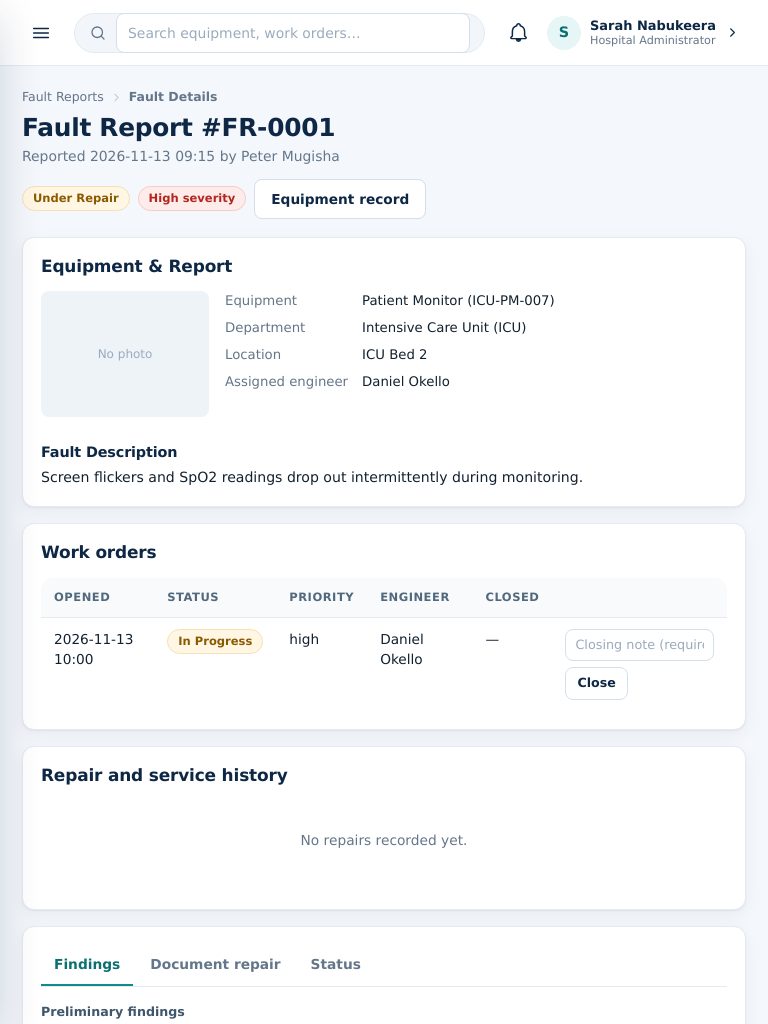 Search equipment, work orders...
S
Sarah Nabukeera
Hospital Administrator
Fault Reports > Fault Details
Fault Report #FR-0001
Reported 2026-11-13 09:15 by Peter Mugisha
Under Repair
High severity
Equipment record
Equipment & Report
No photo
Equipment Patient Monitor (ICU-PM-007)
Department Intensive Care Unit (ICU)
Location ICU Bed 2
Assigned engineer Daniel Okello
Fault Description
Screen flickers and SpO2 readings drop out intermittently during monitoring.
Work orders
OPENED STATUS PRIORITY ENGINEER CLOSED
2026-11-13 10:00 In Progress high Daniel Okello — Closing note (require
Close
Repair and service history
No repairs recorded yet.
Findings Document repair Status
Preliminary findings